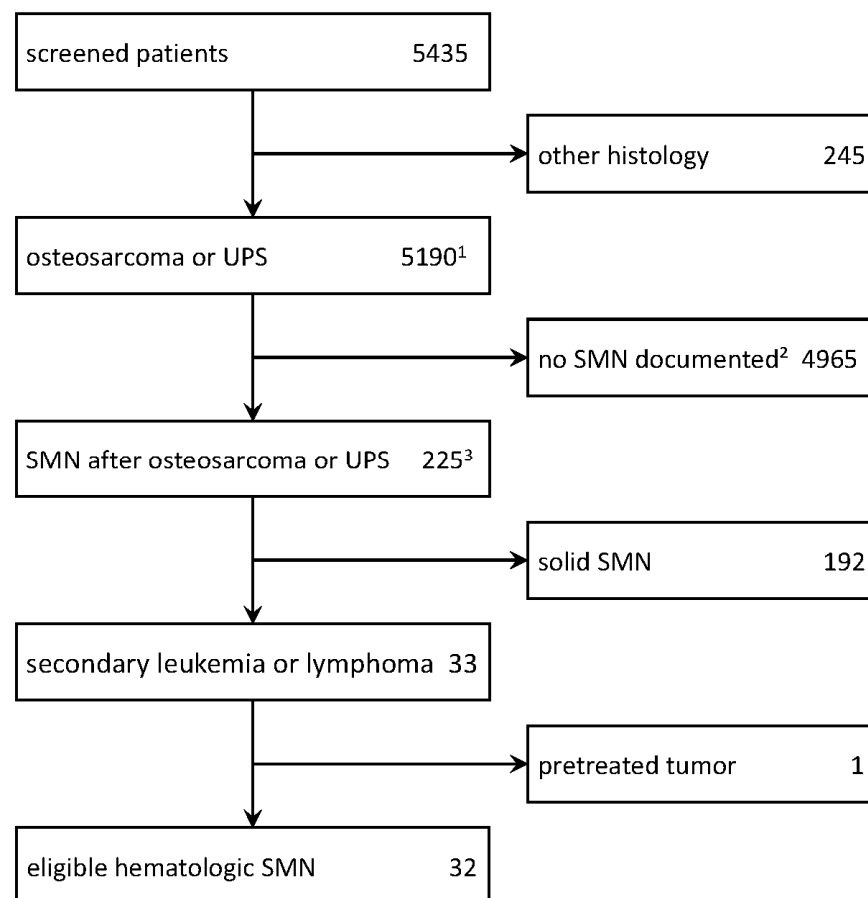 screened patients 5435
other histology 245
osteosarcoma or UPS 5190¹
no SMN documented² 4965
SMN after osteosarcoma or UPS 225³
solid SMN 192
secondary leukemia or lymphoma 33
pretreated tumor 1
eligible hematologic SMN 32